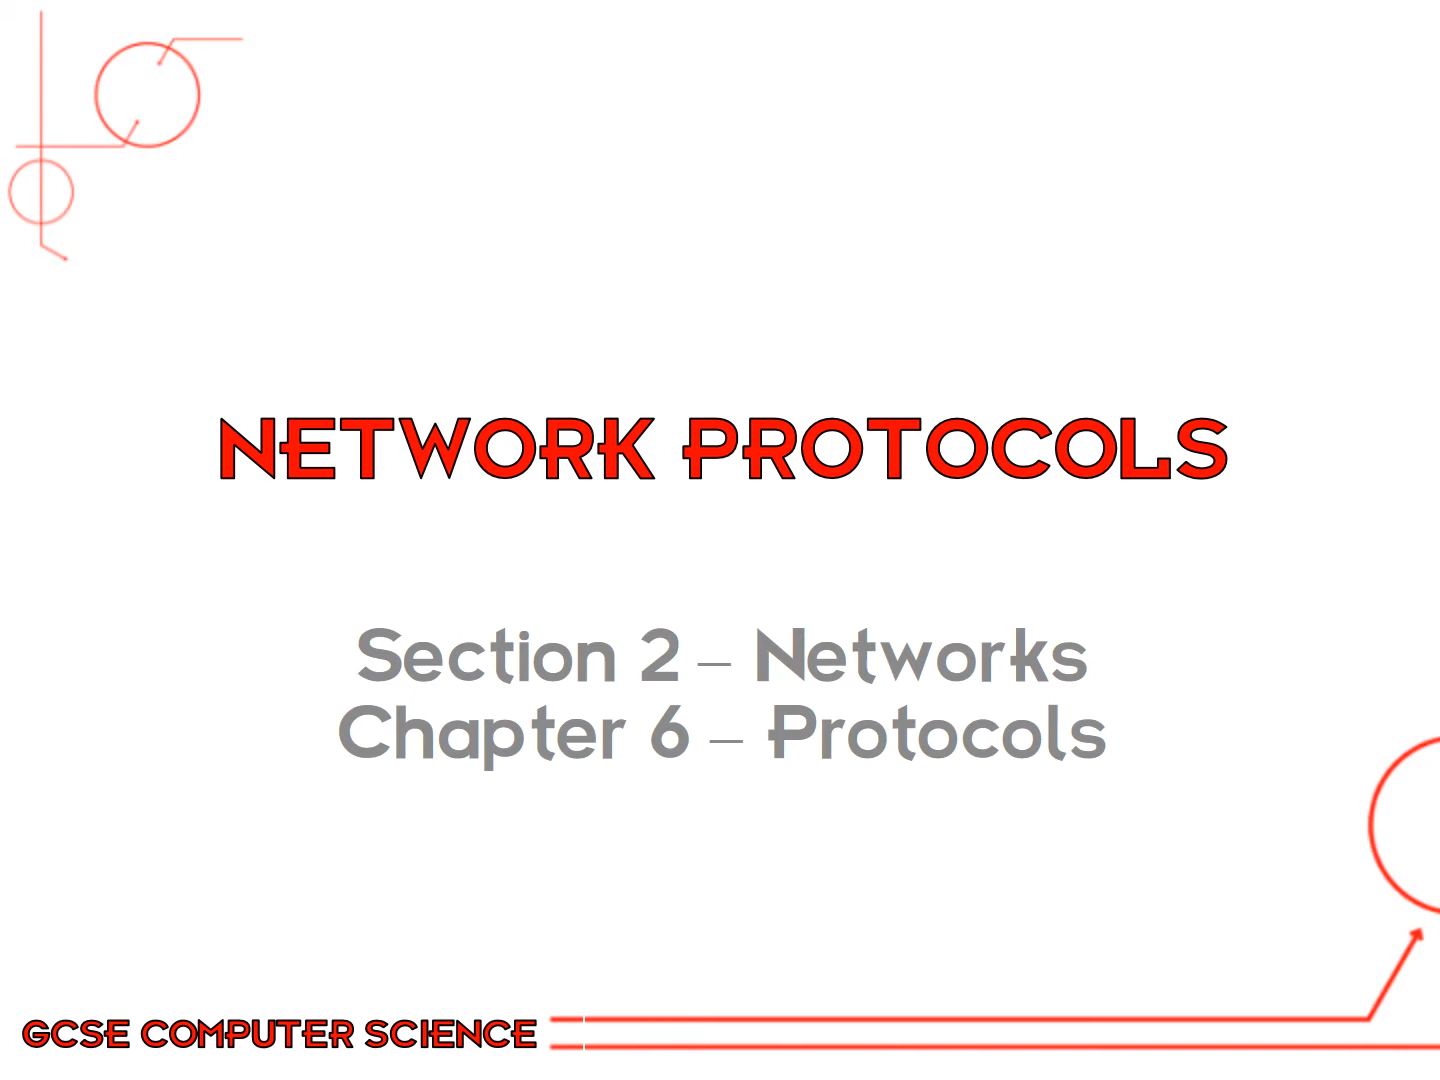 NETWORK PROTOCOLS
Section 2 – Networks
Chapter 6 – Protocols
GCSE COMPUTER SCIENCE